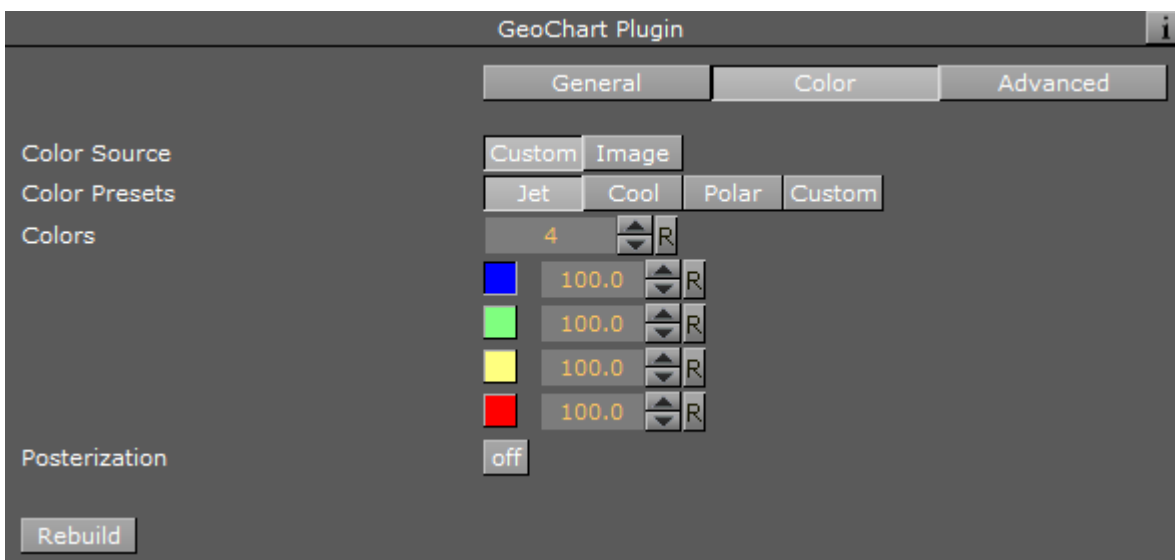 GeoChart Plugin i
General Color Advanced
Color Source Custom Image
Color Presets Jet Cool Polar Custom
Colors 4 R
100.0 R
100.0 R
100.0 R
100.0 R
Posterization off
Rebuild